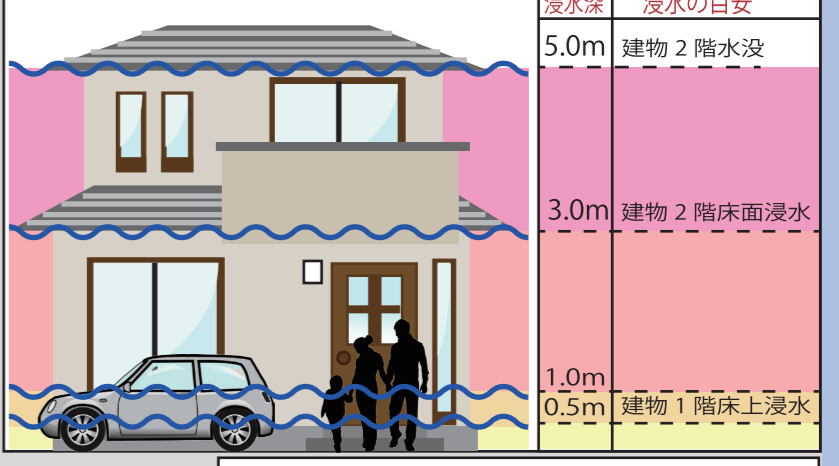 浸水深 浸水の目安
5.0m 建物 2 階水没
3.0m 建物 2 階床面浸水
1.0m
0.5m 建物 1 階床上浸水